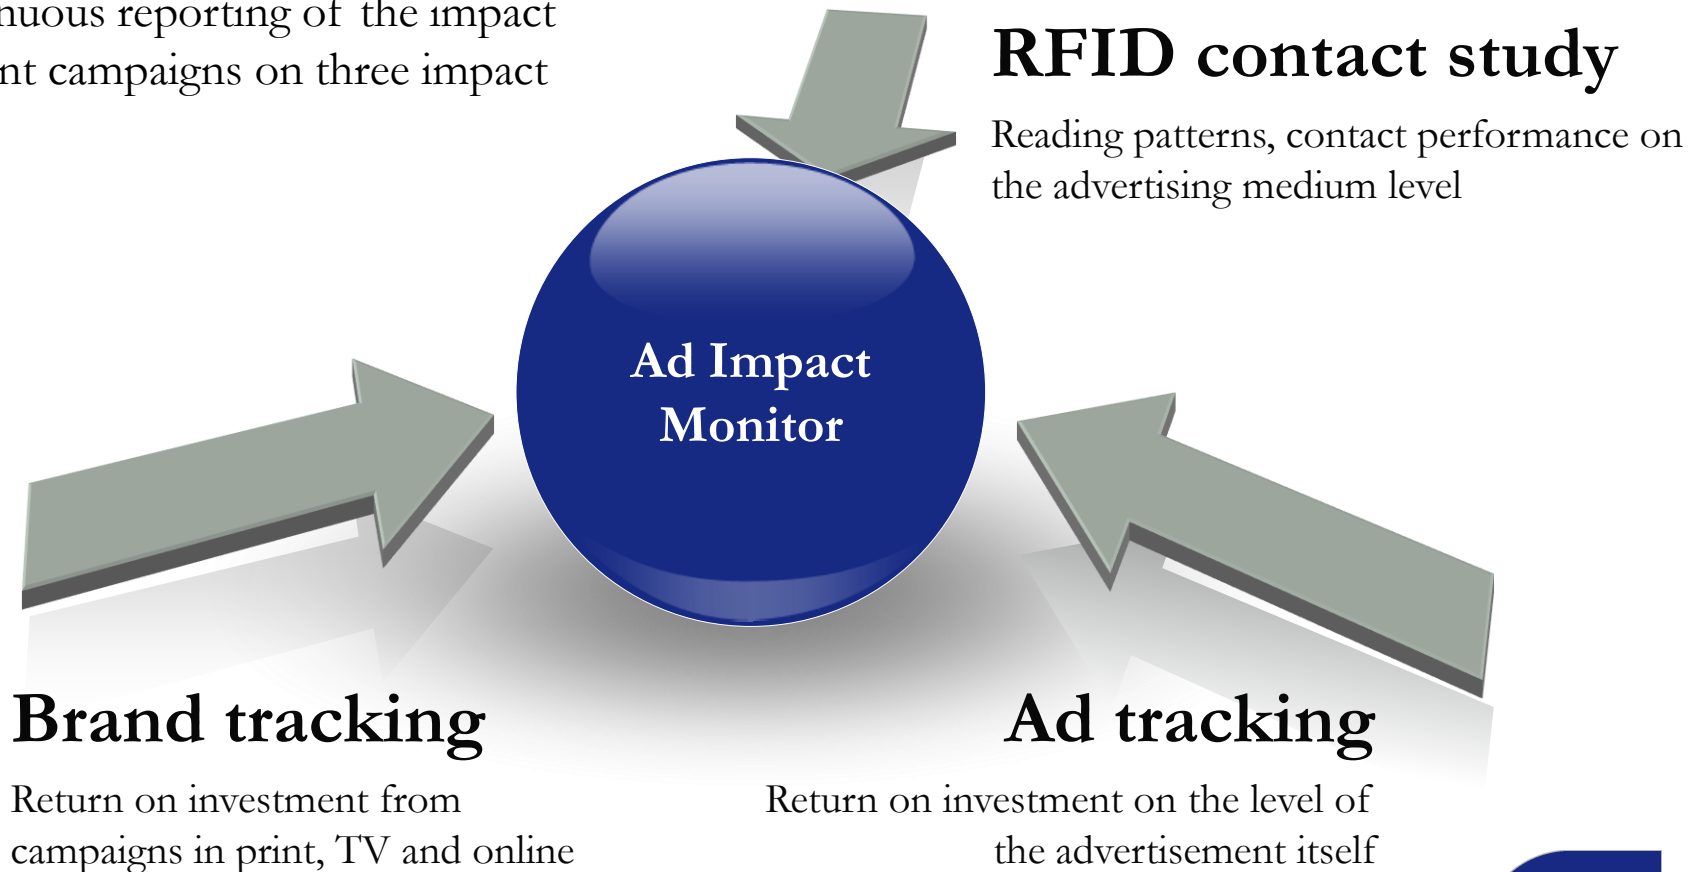 nuous reporting of the impact
nt campaigns on three impact
RFID contact study
Reading patterns, contact performance on
the advertising medium level
Ad Impact
Monitor
Brand tracking
Return on investment from
campaigns in print, TV and online
Ad tracking
Return on investment on the level of
the advertisement itself